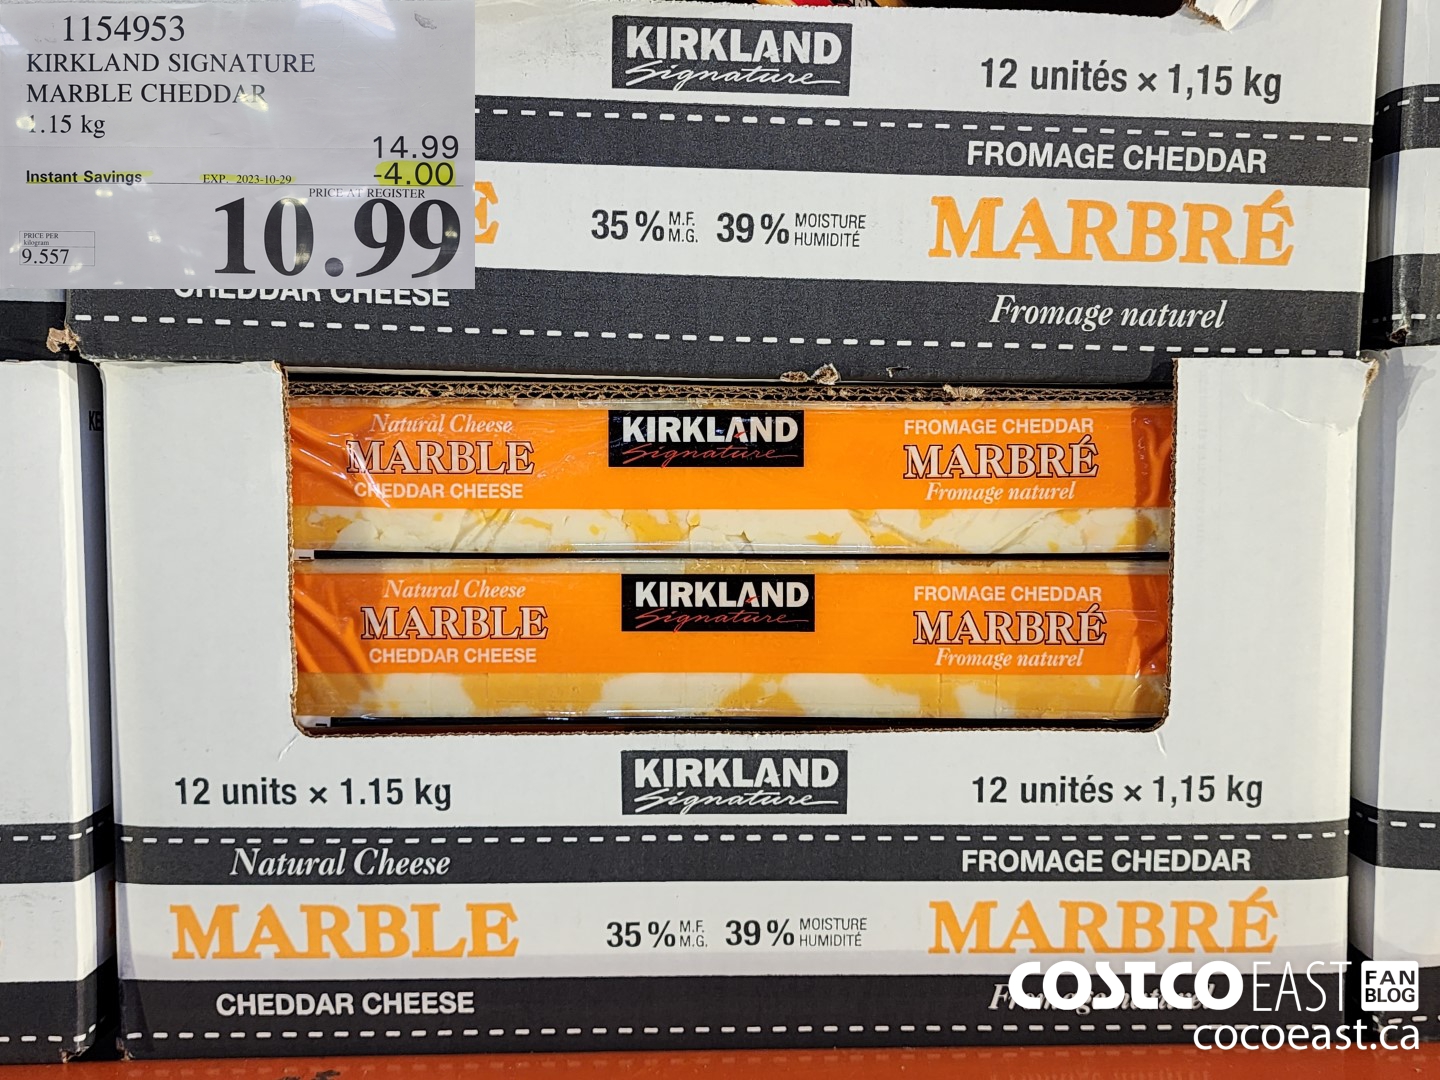 1154953
KIRKLAND SIGNATURE
MARBLE CHEDDAR
1.15 kg
14.99
Instant Savings EXP. 2023-10-29 -4.00
PRICE AT REGISTER
10.99
PRICE PER
kilogram
9.557
KIRKLAND
Signature
12 unités × 1,15 kg
FROMAGE CHEDDAR
E
35% M.F. M.G. 39% MOISTURE HUMIDITÉ
MARBRÉ
CHEDDAR CHEESE
Fromage naturel
KE
Natural Cheese
MARBLE
CHEDDAR CHEESE
KIRKLAND
Signature
FROMAGE CHEDDAR
MARBRÉ
Fromage naturel
Natural Cheese
MARBLE
CHEDDAR CHEESE
KIRKLAND
Signature
FROMAGE CHEDDAR
MARBRÉ
Fromage naturel
12 units × 1.15 kg
KIRKLAND
Signature
12 unités × 1,15 kg
Natural Cheese
FROMAGE CHEDDAR
MARBLE
35% M.F. M.G. 39% MOISTURE HUMIDITÉ
MARBRÉ
CHEDDAR CHEESE
Fromage naturel
COSTCO EAST FAN BLOG
cocoeast.ca